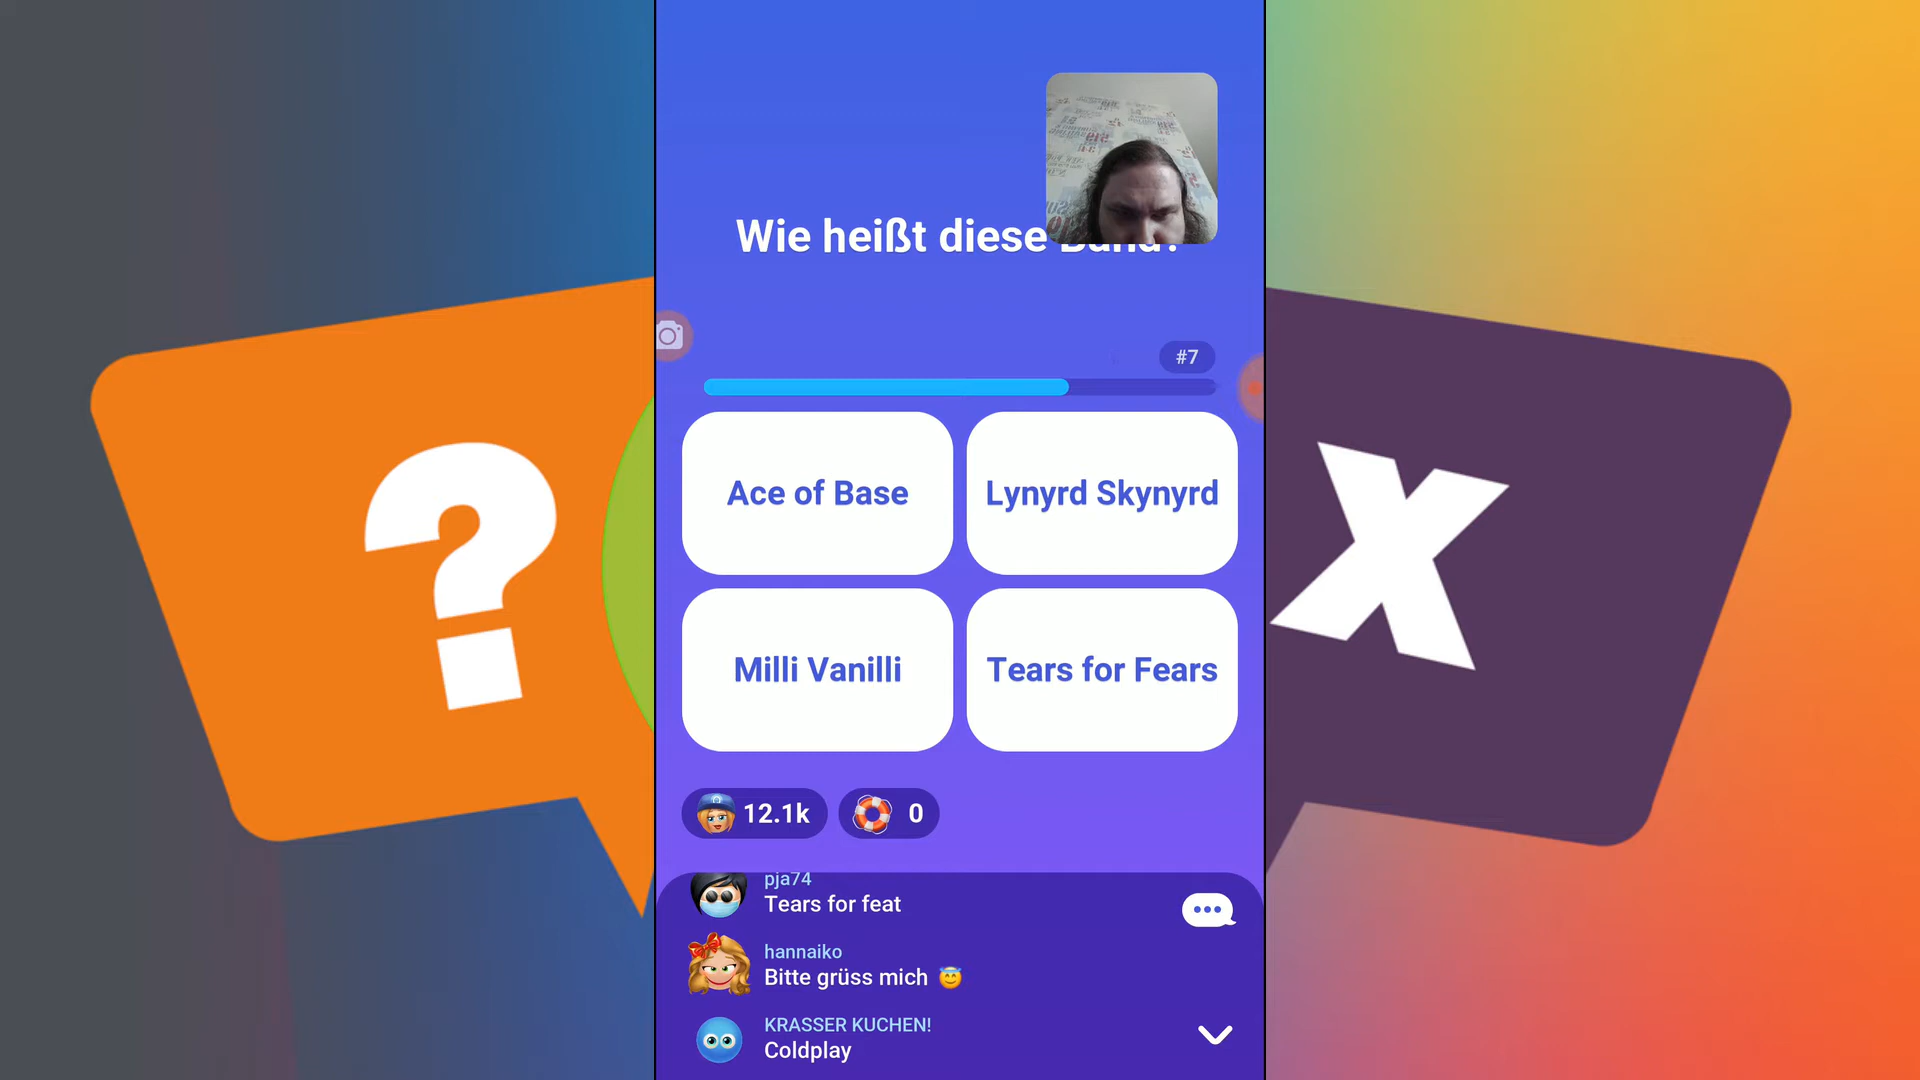 ?
X
Wie heißt diese
#7
Ace of Base
Lynyrd Skynyrd
Milli Vanilli
Tears for Fears
12.1k
0
pja74
Tears for feat
hannaiko
Bitte grüss mich 😇
KRASSER KUCHEN!
Coldplay